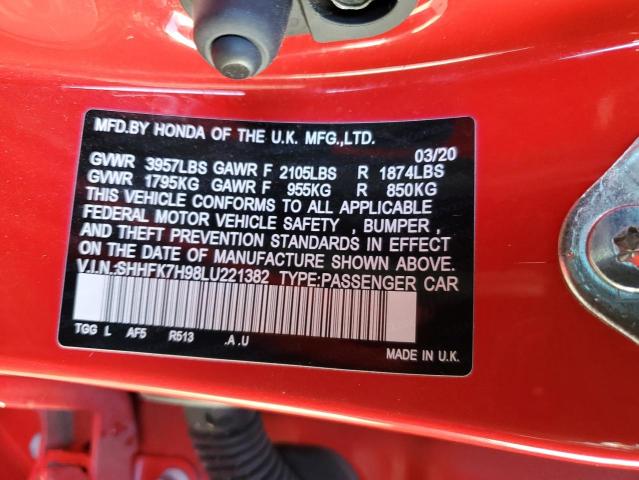 MFD.BY HONDA OF THE U.K. MFG.,LTD.
03/20
GVWR 3957LBS GAWR F 2105LBS R 1874LBS
GVWR 1795KG GAWR F 955KG R 850KG
THIS VEHICLE CONFORMS TO ALL APPLICABLE
FEDERAL MOTOR VEHICLE SAFETY , BUMPER ,
AND THEFT PREVENTION STANDARDS IN EFFECT
ON THE DATE OF MANUFACTURE SHOWN ABOVE.
V.I.N.:SHHFK7H98LU221382 TYPE:PASSENGER CAR
TGG L AF5 R513 .A .U
MADE IN U.K.